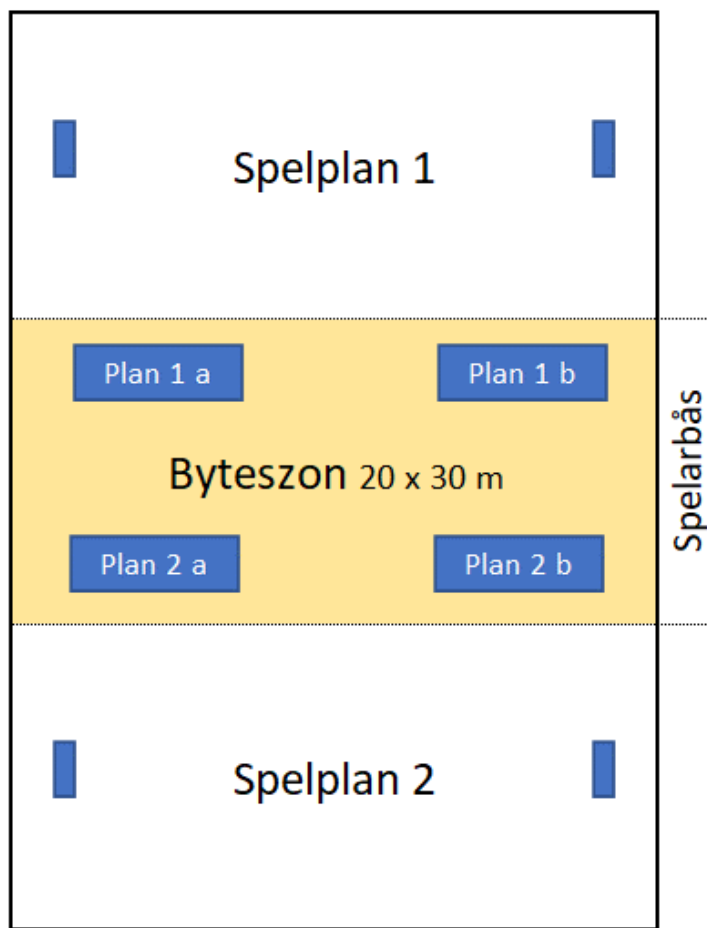 Spelplan 1
Plan 1 a
Plan 1 b
Byteszon 20 x 30 m
Spelarbås
Plan 2 a
Plan 2 b
Spelplan 2